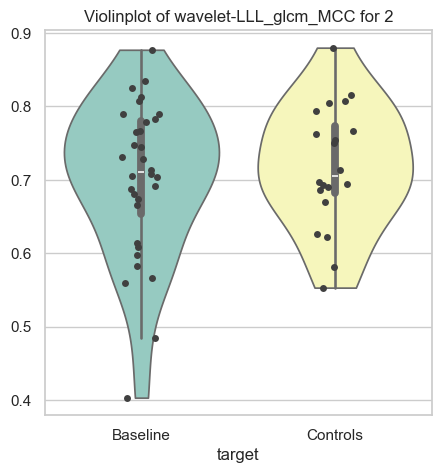 Violinplot of wavelet-LLL_glcm_MCC for 2
0.9
0.8
0.7
0.6
0.5
0.4
Baseline
Controls
target